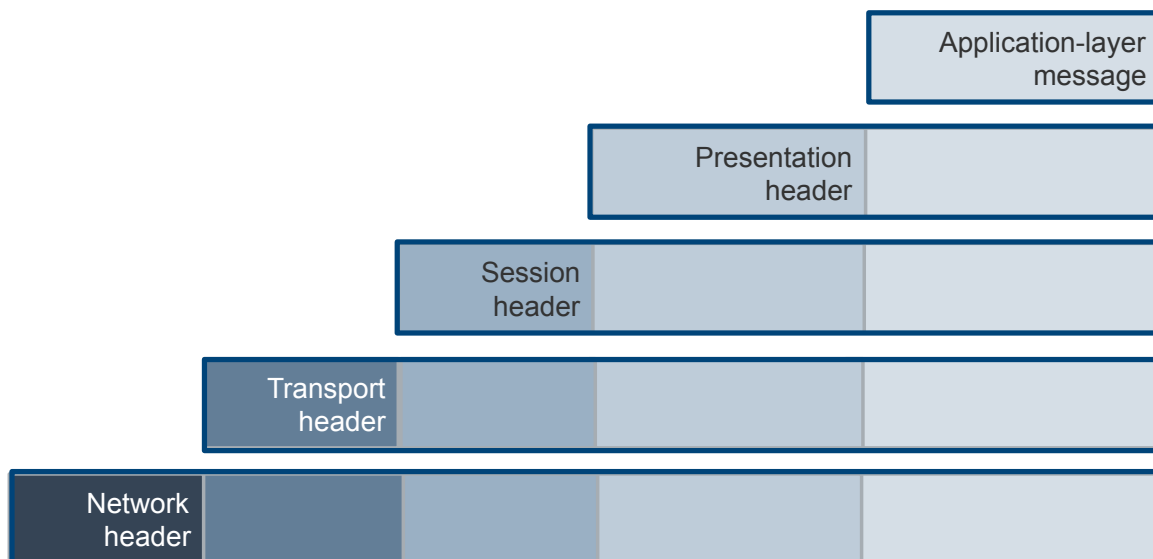 Application-layer
message
Presentation
header
Session
header
Transport
header
Network
header